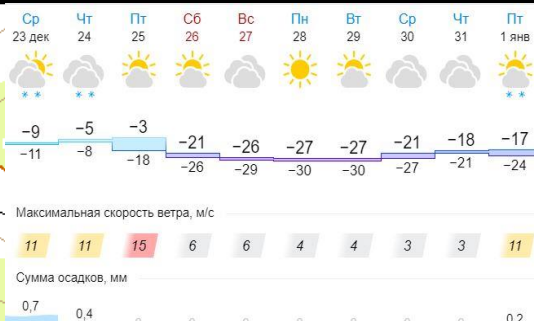 Ср Чт Пт Сб Вс Пн Вт Ср Чт Пт
23 дек 24 25 26 27 28 29 30 31 1 янв
−9 −5 −3 −21 −26 −27 −27 −21 −18 −17
−11 −8 −18 −26 −29 −30 −30 −27 −21 −24
Максимальная скорость ветра, м/с
11 11 15 6 6 4 4 3 3 11
Сумма осадков, мм
0,7 0,4 0,2